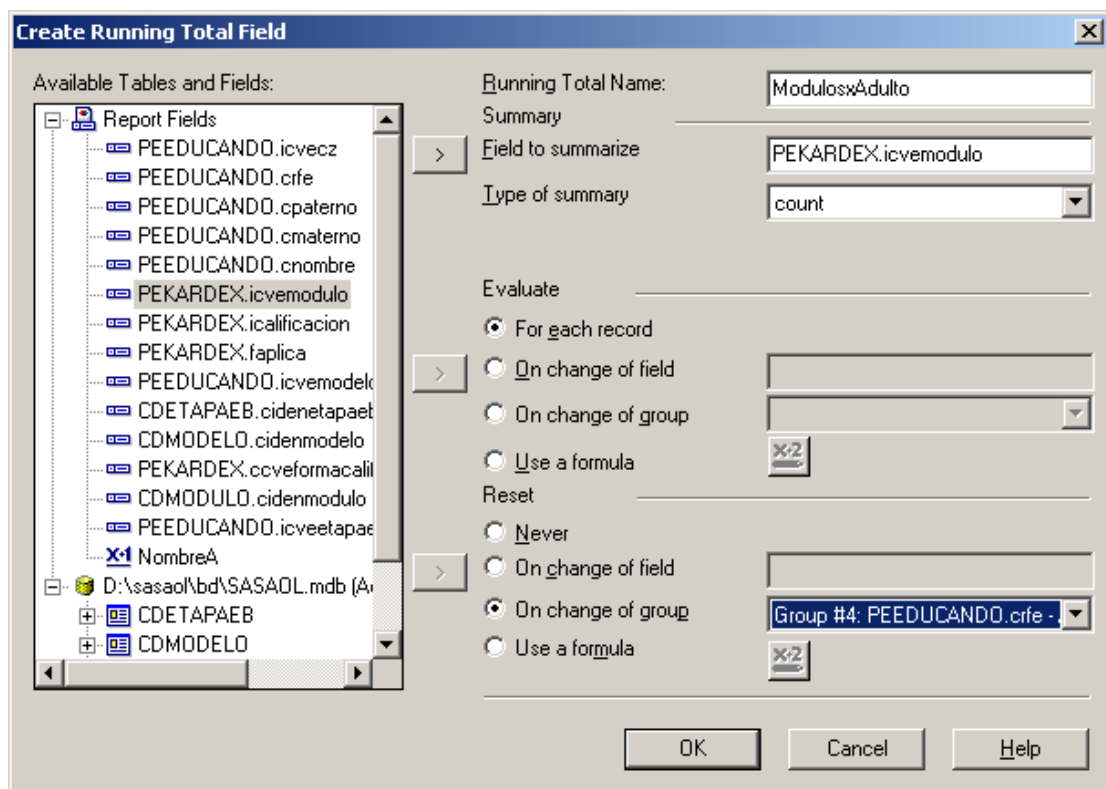 Create Running Total Field
Available Tables and Fields:
Report Fields
PEEDUCANDO.icvecz
PEEDUCANDO.crfe
PEEDUCANDO.cpaterno
PEEDUCANDO.cmaterno
PEEDUCANDO.cnombre
PEKARDEX.icvemodulo
PEKARDEX.icalificacion
PEKARDEX.faplica
PEEDUCANDO.icvemodelo
CDETAPAEB.cidenetapaeb
CDMODELO.cidenmodelo
PEKARDEX.ccveformacalif
CDMODULO.cidenmodulo
PEEDUCANDO.icveetapae
X+1 NombreA
D:\sasaol\bd\SASAOL.mdb (A
CDETAPAEB
CDMODELO
>
>
>
Running Total Name: ModulosxAdulto
Summary
Field to summarize PEKARDEX.icvemodulo
Type of summary count
Evaluate
For each record
On change of field
On change of group
Use a formula X+2
Reset
Never
On change of field
On change of group Group #4: PEEDUCANDO.crfe - .
Use a formula X+2
OK Cancel Help